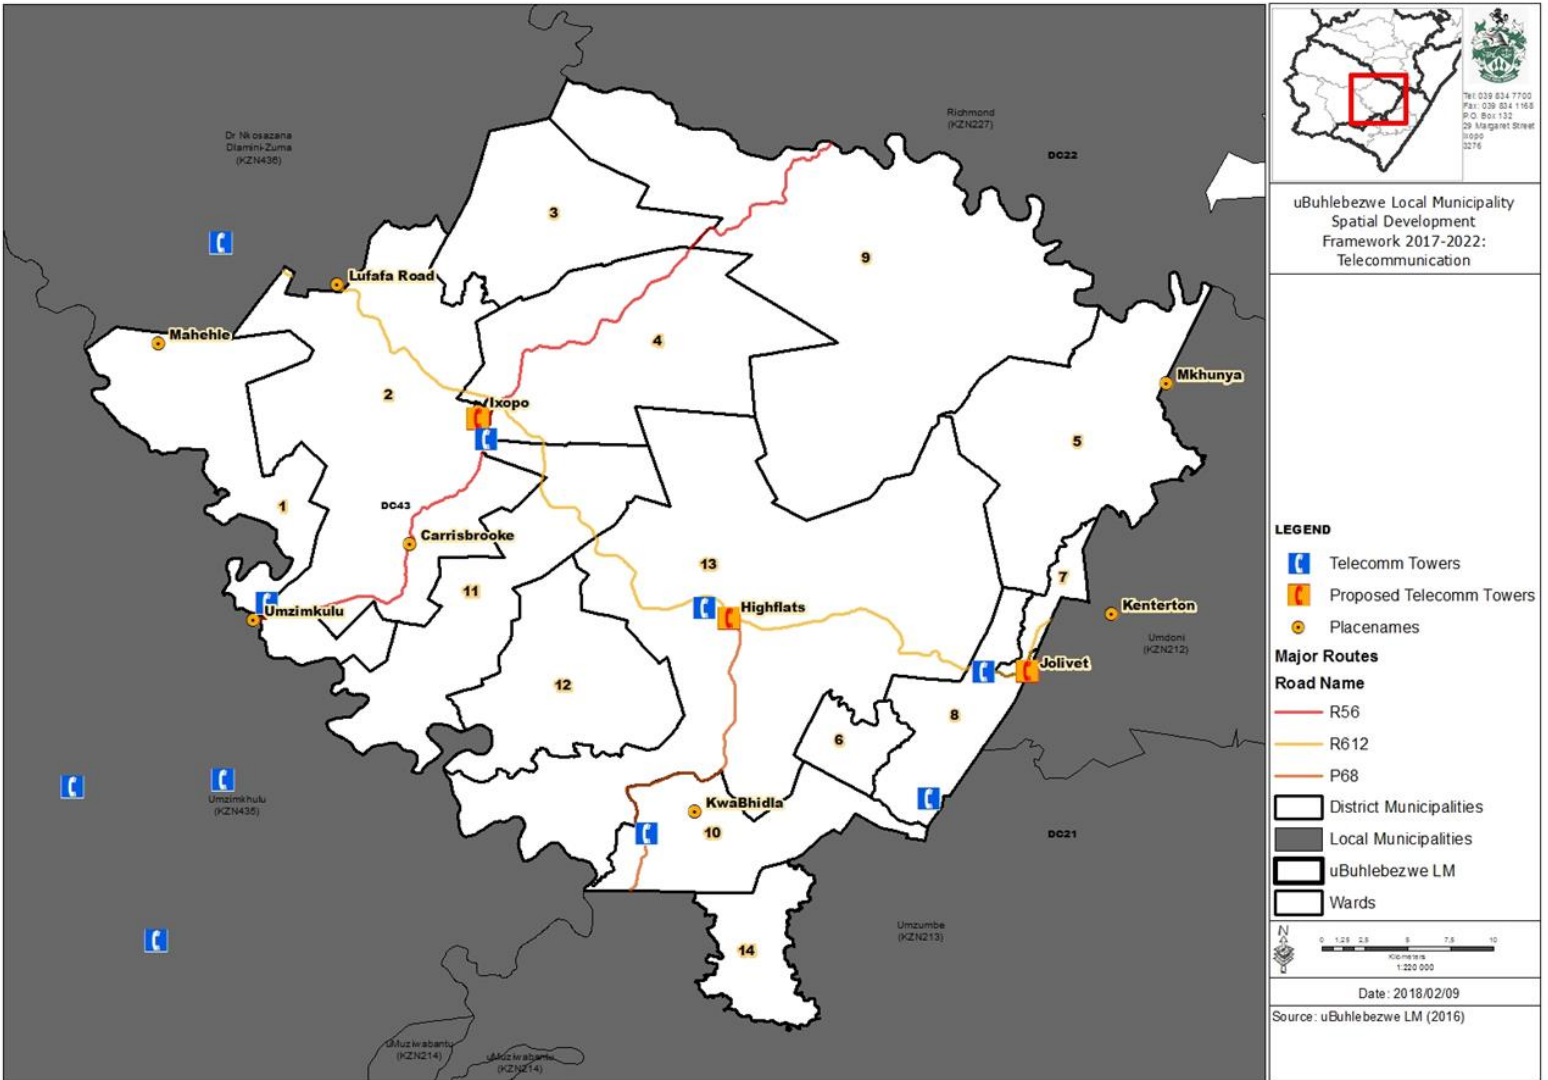 Dr Nkosazana
Dlamini-Zuma
(KZN436)
Richmond
(KZN227)
DC22
3
9
Lufafa Road
Mahehle
4
2
Mkhunya
Ixopo
5
1
DC43
Carrisbrooke
13
7
11
Umzimkulu
Highflats
Kenterton
Umdoni
(KZN212)
Jolivet
12
8
6
Umzimkhulu
(KZN435)
KwaBhidla
10
DC21
Umzumbe
(KZN213)
14
uMuziwabantu
(KZN214)
uMuziwabantu
(KZN214)
Tel: 039 834 7700
Fax: 039 834 1168
P.O. Box 132
29 Margaret Street
Ixopo
3276
uBuhlebezwe Local Municipality
Spatial Development
Framework 2017-2022:
Telecommunication
LEGEND
Telecomm Towers
Proposed Telecomm Towers
Placenames
Major Routes
Road Name
R56
R612
P68
District Municipalities
Local Municipalities
uBuhlebezwe LM
Wards
N
0 1,25 2,5 5 7,5 10
Kilometers
1:220 000
Date: 2018/02/09
Source: uBuhlebezwe LM (2016)